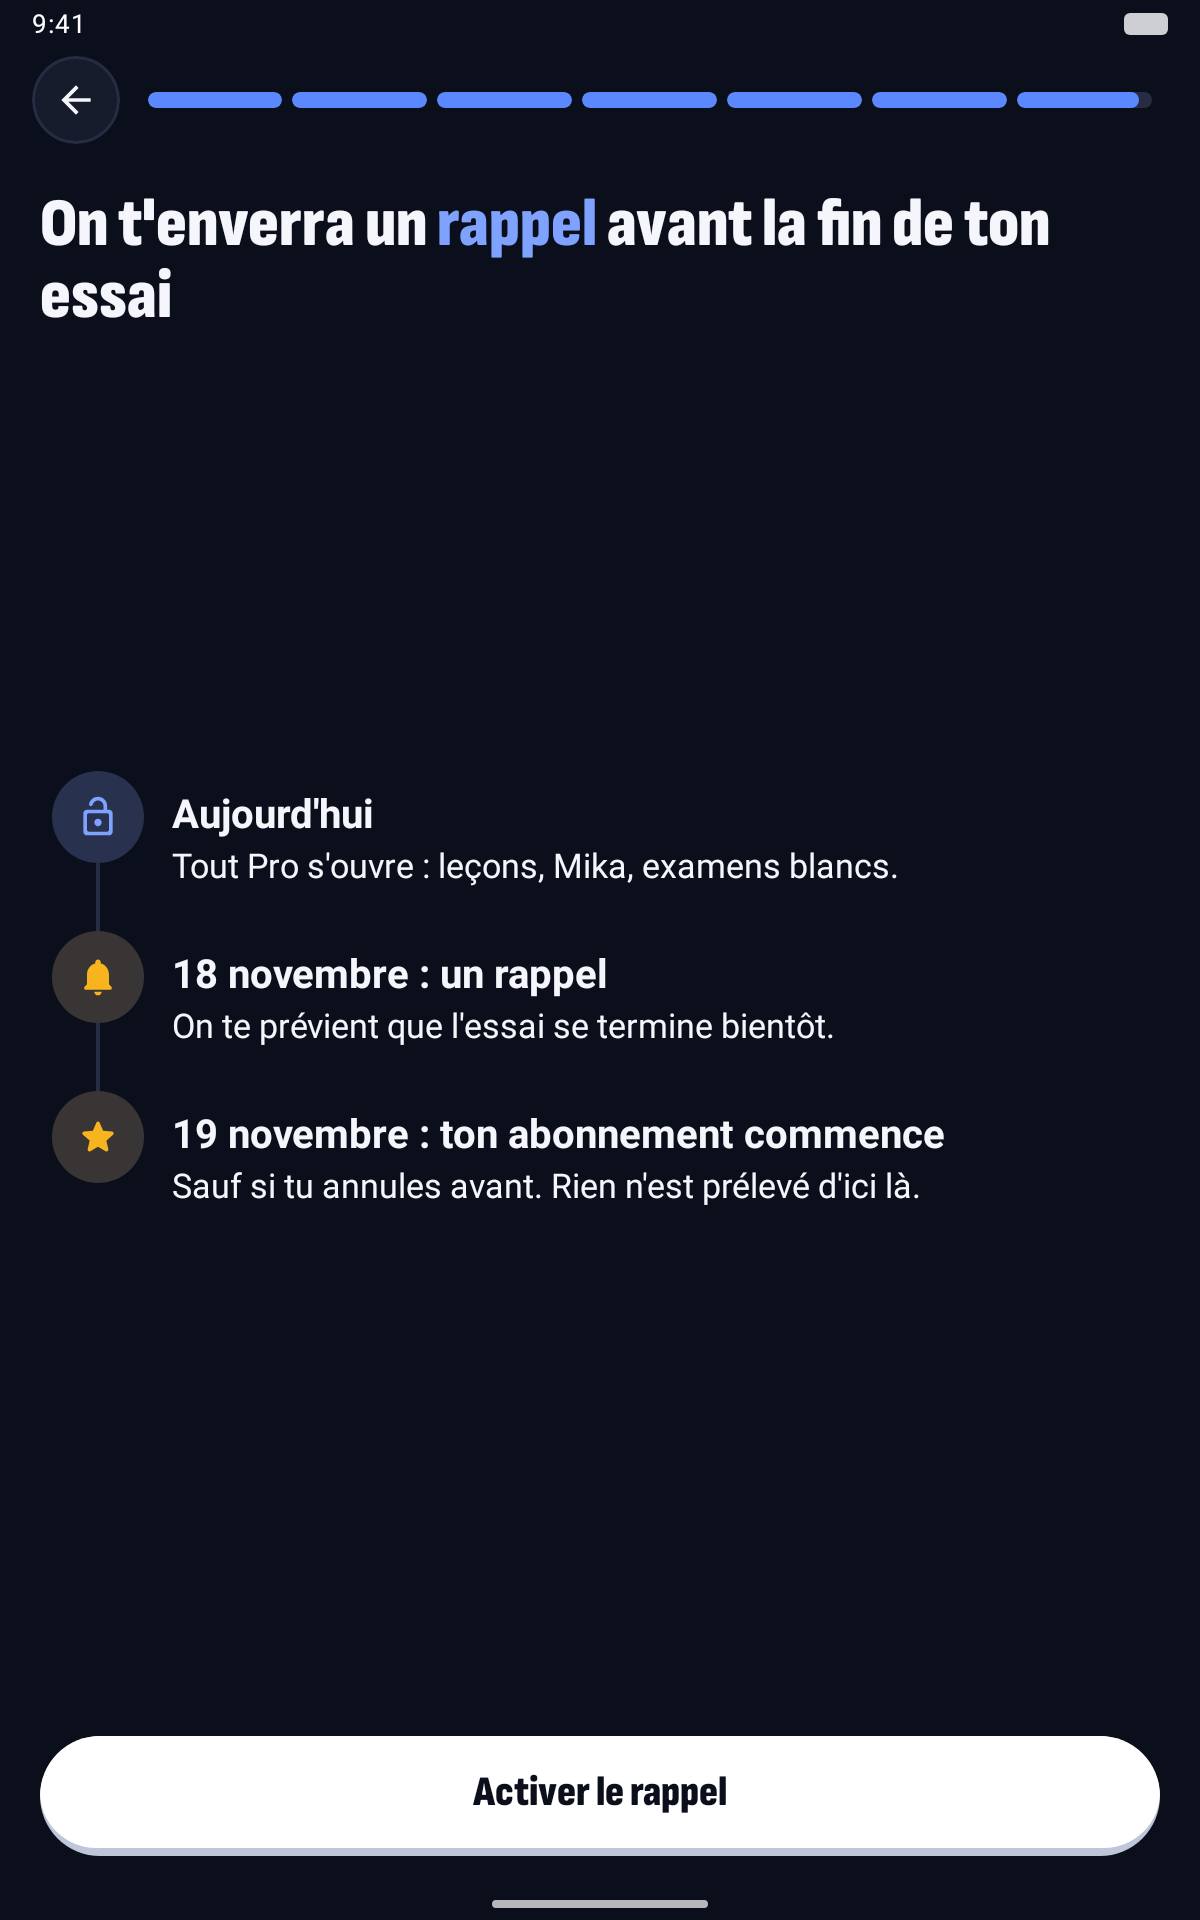 9:41
On t'enverra un rappel avant la fin de ton
essai
Aujourd'hui
Tout Pro s'ouvre : leçons, Mika, examens blancs.
18 novembre : un rappel
On te prévient que l'essai se termine bientôt.
19 novembre : ton abonnement commence
Sauf si tu annules avant. Rien n'est prélevé d'ici là.
Activer le rappel